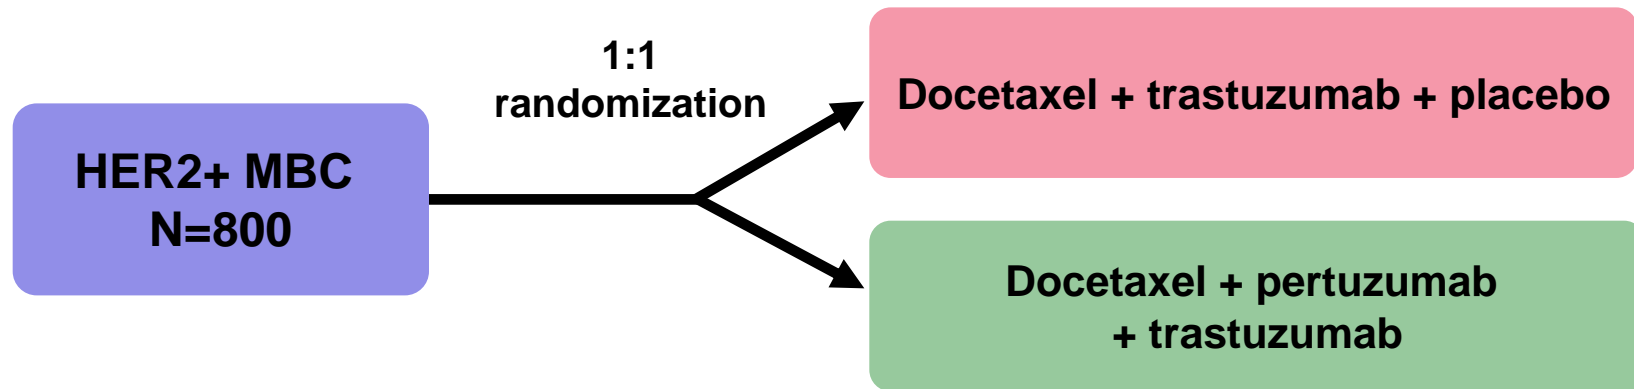 HER2+ MBC
N=800
1:1
randomization
Docetaxel + trastuzumab + placebo
Docetaxel + pertuzumab
+ trastuzumab